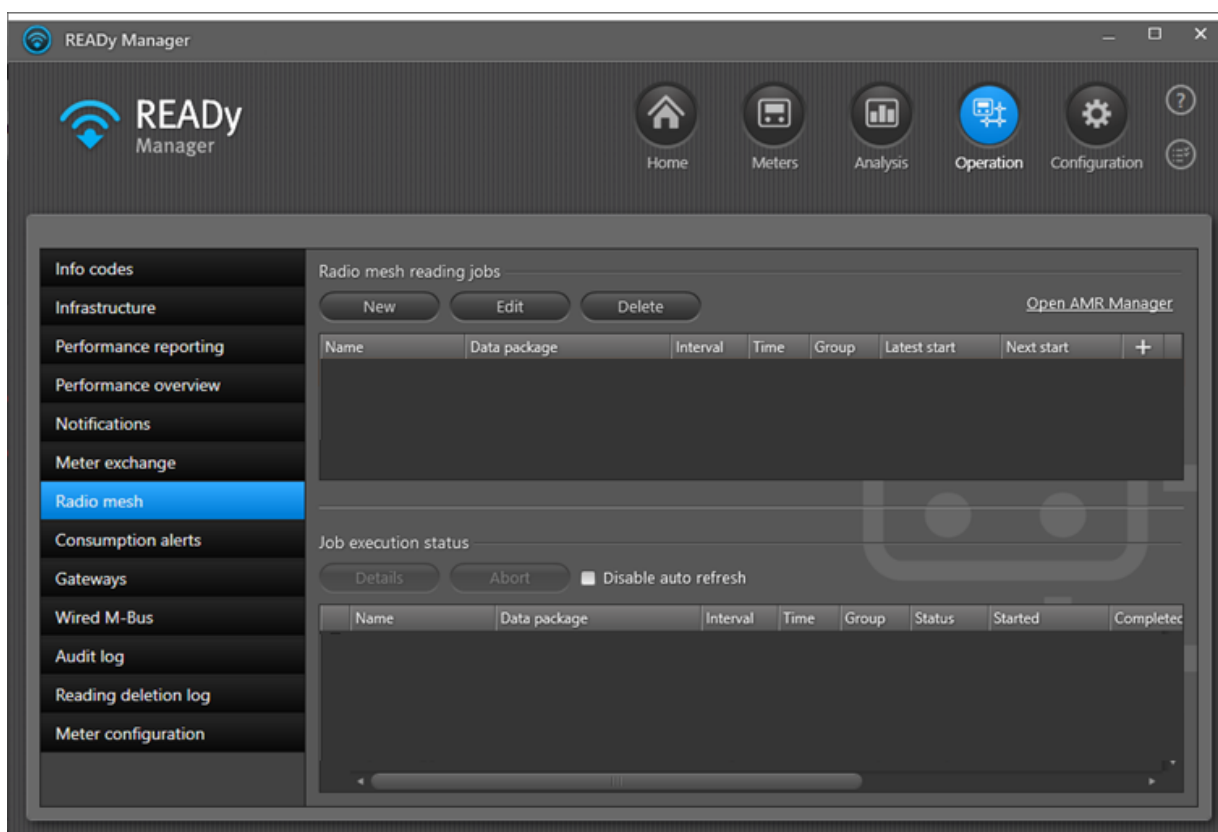 READy Manager
READy
Manager
Home Meters Analysis Operation Configuration
?
Info codes
Infrastructure
Performance reporting
Performance overview
Notifications
Meter exchange
Radio mesh
Consumption alerts
Gateways
Wired M-Bus
Audit log
Reading deletion log
Meter configuration
Radio mesh reading jobs
New Edit Delete Open AMR Manager
Name Data package Interval Time Group Latest start Next start +
Job execution status
Details Abort Disable auto refresh
Name Data package Interval Time Group Status Started Completed